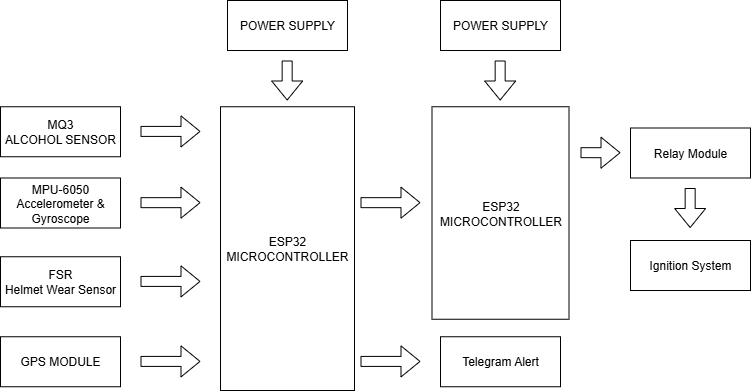 POWER SUPPLY
POWER SUPPLY
MQ3
ALCOHOL SENSOR
MPU-6050
Accelerometer &
Gyroscope
FSR
Helmet Wear Sensor
GPS MODULE
ESP32
MICROCONTROLLER
ESP32
MICROCONTROLLER
Telegram Alert
Relay Module
Ignition System